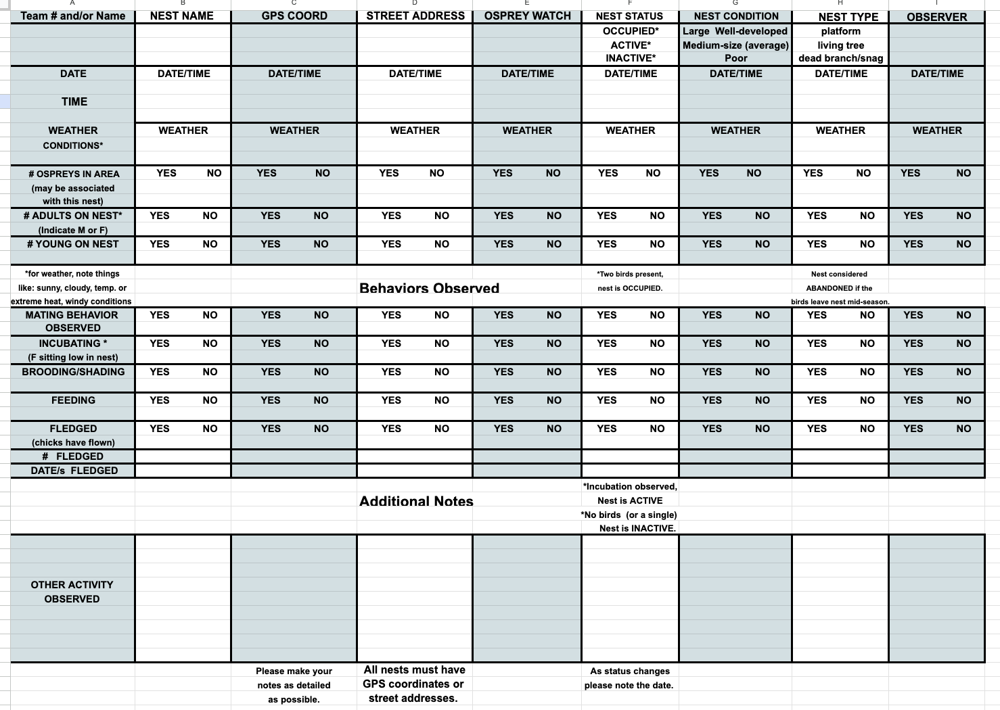 A B C D E F G H I
Team # and/or Name NEST NAME GPS COORD STREET ADDRESS OSPREY WATCH NEST STATUS NEST CONDITION NEST TYPE OBSERVER
OCCUPIED* Large Well-developed platform
ACTIVE* Medium-size (average) living tree
INACTIVE* Poor dead branch/snag
DATE DATE/TIME DATE/TIME DATE/TIME DATE/TIME DATE/TIME DATE/TIME DATE/TIME DATE/TIME
TIME
WEATHER WEATHER WEATHER WEATHER WEATHER WEATHER WEATHER WEATHER WEATHER
CONDITIONS*
# OSPREYS IN AREA YES NO YES NO YES NO YES NO YES NO YES NO YES NO YES NO
(may be associated
with this nest)
# ADULTS ON NEST* YES NO YES NO YES NO YES NO YES NO YES NO YES NO YES NO
(Indicate M or F)
# YOUNG ON NEST YES NO YES NO YES NO YES NO YES NO YES NO YES NO YES NO
*for weather, note things *Two birds present, Nest considered
like: sunny, cloudy, temp. or Behaviors Observed nest is OCCUPIED. ABANDONED if the
extreme heat, windy conditions birds leave nest mid-season.
MATING BEHAVIOR YES NO YES NO YES NO YES NO YES NO YES NO YES NO YES NO
OBSERVED
INCUBATING * YES NO YES NO YES NO YES NO YES NO YES NO YES NO YES NO
(F sitting low in nest)
BROODING/SHADING YES NO YES NO YES NO YES NO YES NO YES NO YES NO YES NO
FEEDING YES NO YES NO YES NO YES NO YES NO YES NO YES NO YES NO
FLEDGED YES NO YES NO YES NO YES NO YES NO YES NO YES NO YES NO
(chicks have flown)
# FLEDGED
DATE/s FLEDGED
*Incubation observed,
Additional Notes Nest is ACTIVE
*No birds (or a single)
Nest is INACTIVE.
OTHER ACTIVITY
OBSERVED
Please make your All nests must have As status changes
notes as detailed GPS coordinates or please note the date.
as possible. street addresses.